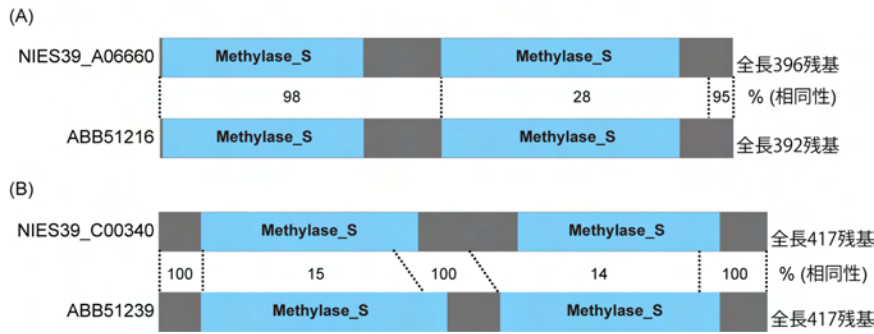 (A)
NIES39_A06660 Methylase_S Methylase_S 全長396残基
98 28 95 % (相同性)
ABB51216 Methylase_S Methylase_S 全長392残基
(B)
NIES39_C00340 Methylase_S Methylase_S 全長417残基
100 15 100 14 100 % (相同性)
ABB51239 Methylase_S Methylase_S 全長417残基